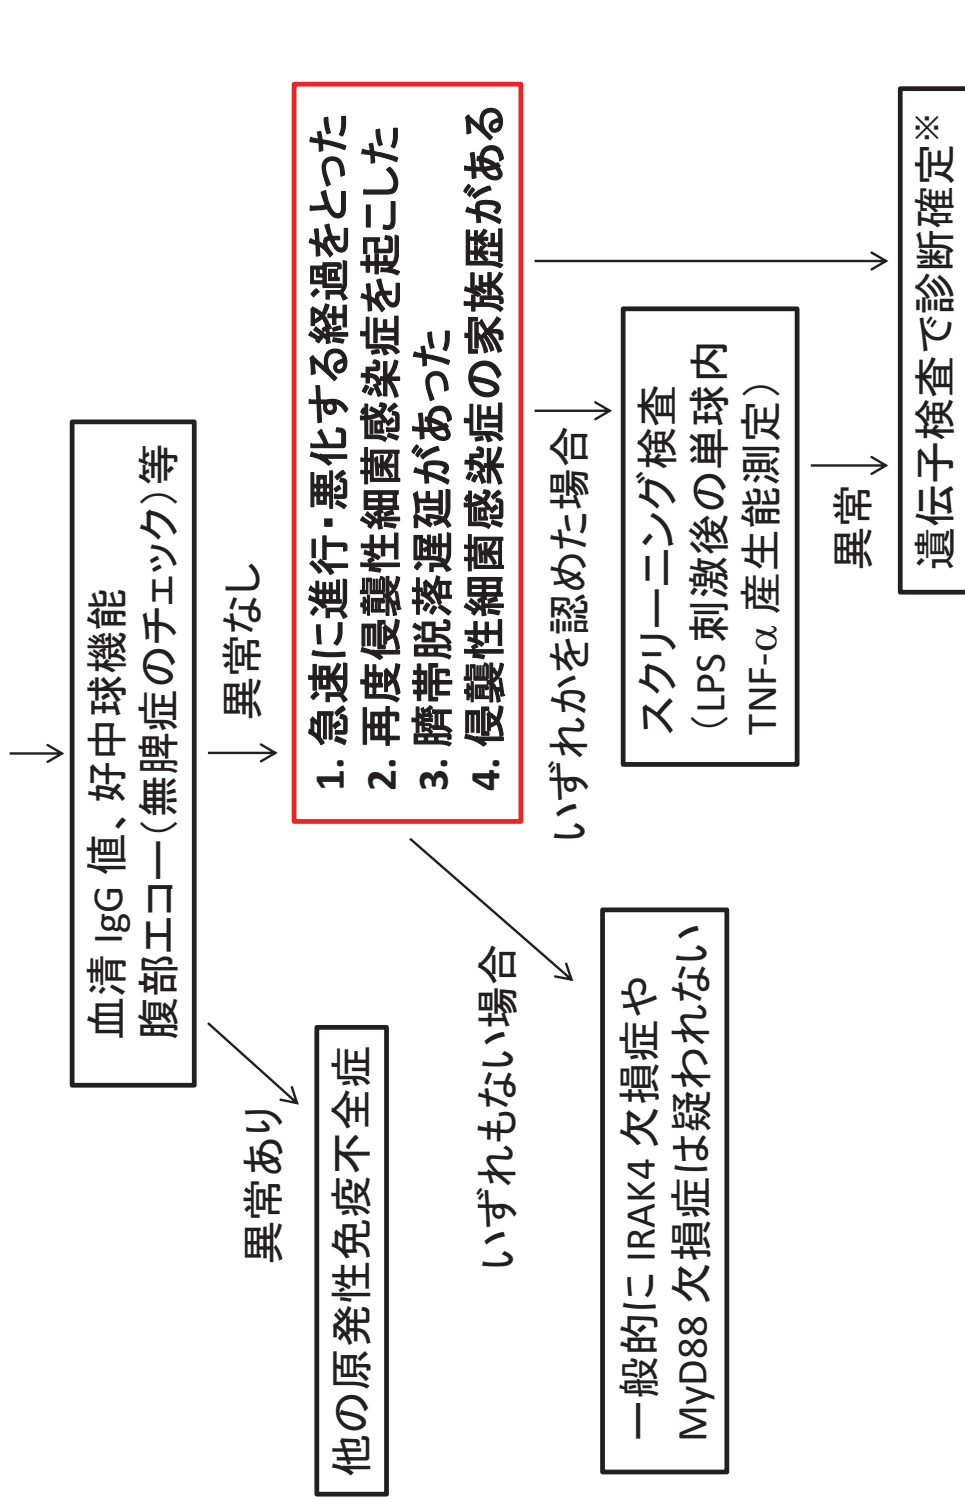 血清 IgG 値、好中球機能
腹部エコー(無脾症のチェック)等
異常あり
異常なし
他の原発性免疫不全症
1. 急速に進行・悪化する経過をとった
2. 再度侵襲性細菌感染症を起こした
3. 臍帯脱落遅延があった
4. 侵襲性細菌感染症の家族歴がある
いずれもない場合
いずれかを認めた場合
一般的に IRAK4 欠損症や
MyD88 欠損症は疑われない
スクリーニング検査
(LPS 刺激後の単球内
TNF-α 産生能測定)
異常
遺伝子検査で診断確定※